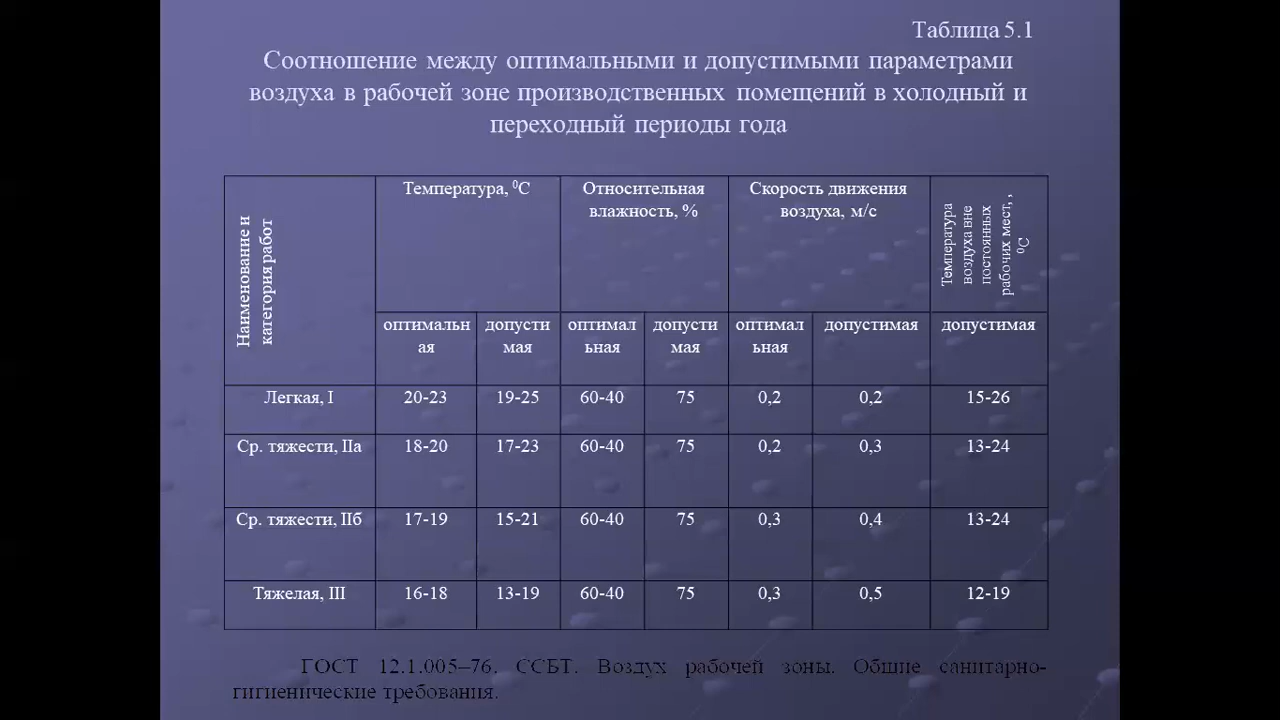 Таблица 5.1
Соотношение между оптимальными и допустимыми параметрами
воздуха в рабочей зоне производственных помещений в холодный и
переходный периоды года
Наименование и
категория работ
Температура, ⁰С
Относительная
влажность, %
Скорость движения
воздуха, м/с
Температура
воздуха вне
постоянных
рабочих мест, ,
⁰С
оптимальн
ая
допусти
мая
оптимал
ьная
допусти
мая
оптимал
ьная
допустимая
допустимая
Легкая, I 20-23 19-25 60-40 75 0,2 0,2 15-26
Ср. тяжести, IIа 18-20 17-23 60-40 75 0,2 0,3 13-24
Ср. тяжести, IIб 17-19 15-21 60-40 75 0,3 0,4 13-24
Тяжелая, III 16-18 13-19 60-40 75 0,3 0,5 12-19
ГОСТ 12.1.005–76. ССБТ. Воздух рабочей зоны. Общие санитарно-
гигиенические требования.